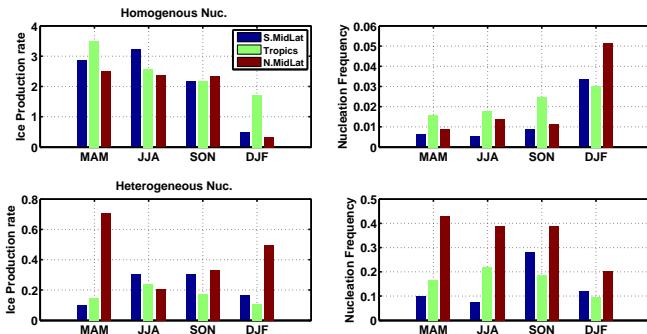 Homogenous Nuc.
Ice Production rate
4
3
2
1
0
MAM JJA SON DJF
S.MidLat
Tropics
N.MidLat
Nucleation Frequency
0.06
0.05
0.04
0.03
0.02
0.01
0
MAM JJA SON DJF
Heterogeneous Nuc.
Ice Production rate
0.8
0.6
0.4
0.2
0
MAM JJA SON DJF
Nucleation Frequency
0.5
0.4
0.3
0.2
0.1
0
MAM JJA SON DJF